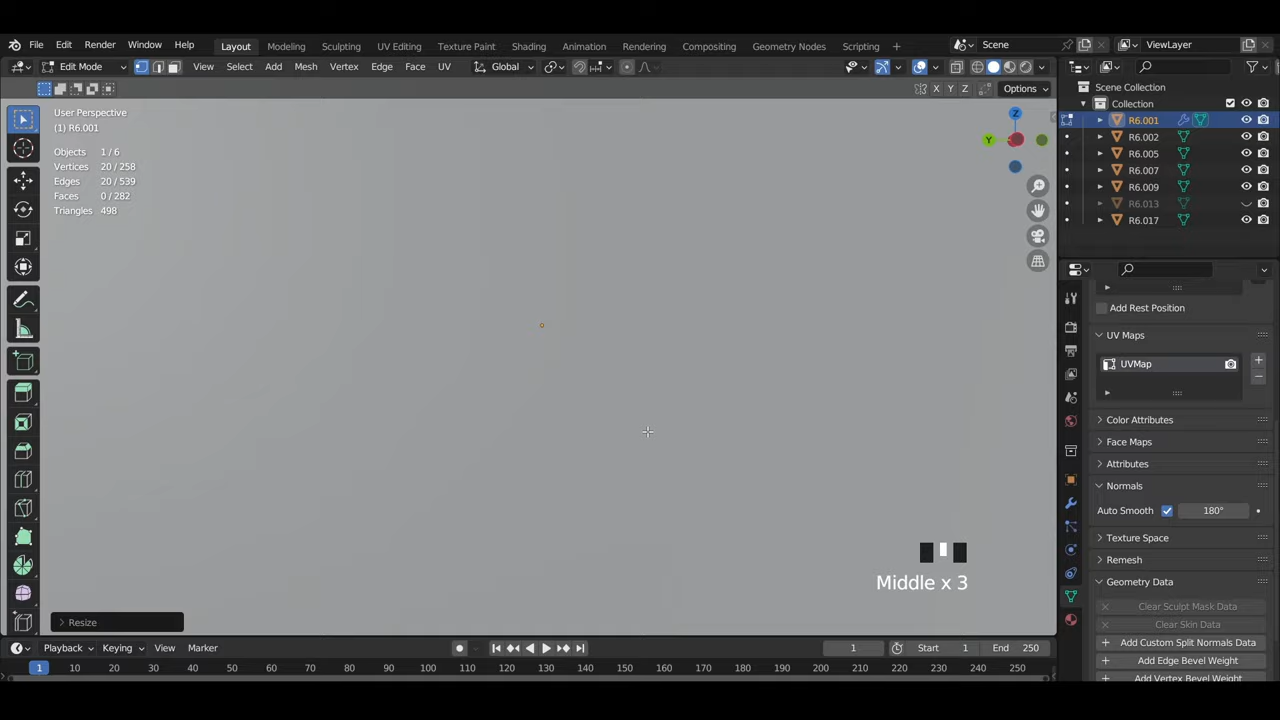 File Edit Render Window Help Layout Modeling Sculpting UV Editing Texture Paint Shading Animation Rendering Compositing Geometry Nodes Scripting + Scene ViewLayer
Edit Mode View Select Add Mesh Vertex Edge Face UV Global
X Y Z Options
Scene Collection
Collection
R6.001
R6.002
R6.005
R6.007
R6.009
R6.013
R6.017
User Perspective
(1) R6.001
Objects 1 / 6
Vertices 20 / 258
Edges 20 / 539
Faces 0 / 282
Triangles 498
Z
Y
Add Rest Position
UV Maps
UVMap
Color Attributes
Face Maps
Attributes
Normals
Auto Smooth 180°
Texture Space
Remesh
Geometry Data
Clear Sculpt Mask Data
Clear Skin Data
Add Custom Split Normals Data
Add Edge Bevel Weight
Add Vertex Bevel Weight
Middle x 3
Resize
Playback Keying View Marker 1 Start 1 End 250
1 10 20 30 40 50 60 70 80 90 100 110 120 130 140 150 160 170 180 190 200 210 220 230 240 250